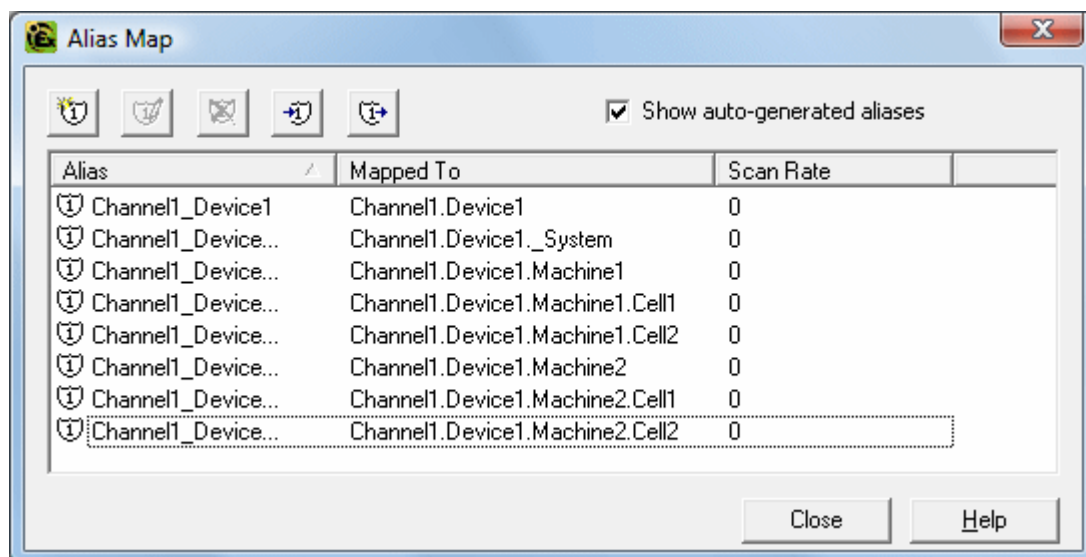 Alias Map
Show auto-generated aliases
Alias Mapped To Scan Rate
Channel1_Device1 Channel1.Device1 0
Channel1_Device... Channel1.Device1._System 0
Channel1_Device... Channel1.Device1.Machine1 0
Channel1_Device... Channel1.Device1.Machine1.Cell1 0
Channel1_Device... Channel1.Device1.Machine1.Cell2 0
Channel1_Device... Channel1.Device1.Machine2 0
Channel1_Device... Channel1.Device1.Machine2.Cell1 0
Channel1_Device... Channel1.Device1.Machine2.Cell2 0
Close Help